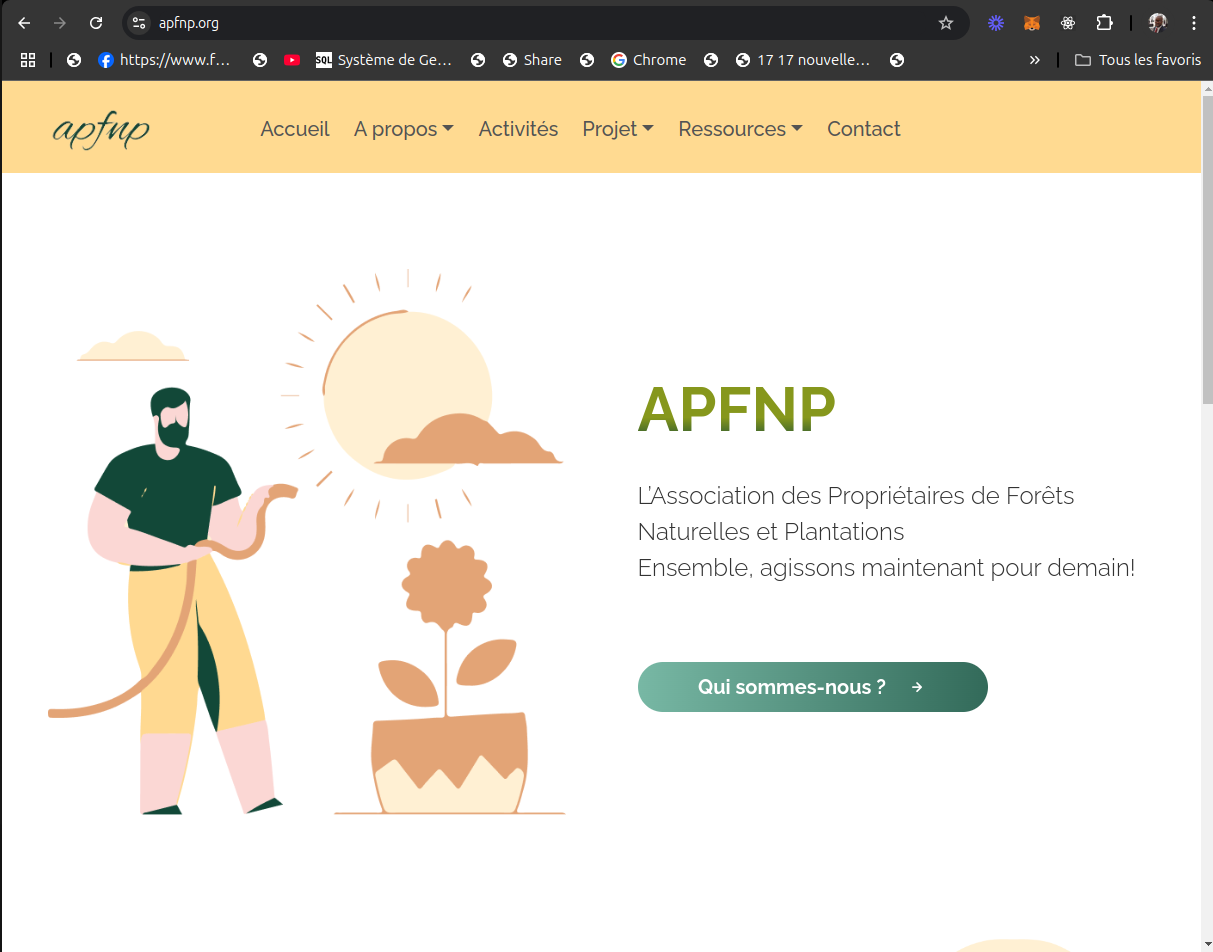 apfnp.org
https://www.f...
SQL
Système de Ge...
Share
Chrome
17 17 nouvelle...
Tous les favoris
apfnp
Accueil
A propos
Activités
Projet
Ressources
Contact
APFNP
L'Association des Propriétaires de Forêts
Naturelles et Plantations
Ensemble, agissons maintenant pour demain!
Qui sommes-nous ?